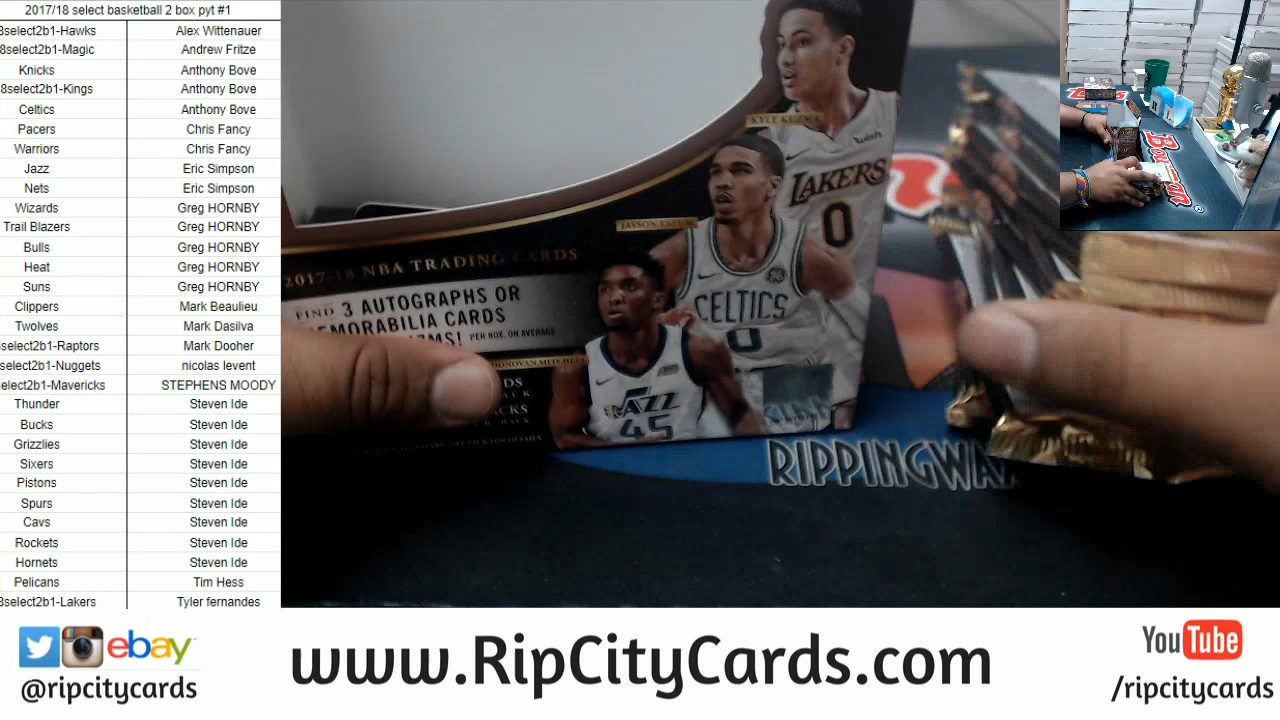 2017/18 select basketball 2 box pyt #1
8select2b1-Hawks Alex Wittenauer
8select2b1-Magic Andrew Fritze
Knicks Anthony Bove
8select2b1-Kings Anthony Bove
Celtics Anthony Bove
Pacers Chris Fancy
Warriors Chris Fancy
Jazz Eric Simpson
Nets Eric Simpson
Wizards Greg HORNBY
Trail Blazers Greg HORNBY
Bulls Greg HORNBY
Heat Greg HORNBY
Suns Greg HORNBY
Clippers Mark Beaulieu
Twolves Mark Dasilva
select2b1-Raptors Mark Dooher
select2b1-Nuggets nicolas levent
elect2b1-Mavericks STEPHENS MOODY
Thunder Steven Ide
Bucks Steven Ide
Grizzlies Steven Ide
Sixers Steven Ide
Pistons Steven Ide
Spurs Steven Ide
Cavs Steven Ide
Rockets Steven Ide
Hornets Steven Ide
Pelicans Tim Hess
8select2b1-Lakers Tyler fernandes
KYLE KUZMA
LAKERS
0
JAYSON TATUM
CELTICS
0
2017-18 NBA TRADING CARDS
FIND 3 AUTOGRAPHS OR
MEMORABILIA CARDS
PER BOX, ON AVERAGE
DONOVAN MITCHELL
JAZZ
45
RIPPINGWAX
ebay
@ripcitycards
www.RipCityCards.com
YouTube
/ripcitycards